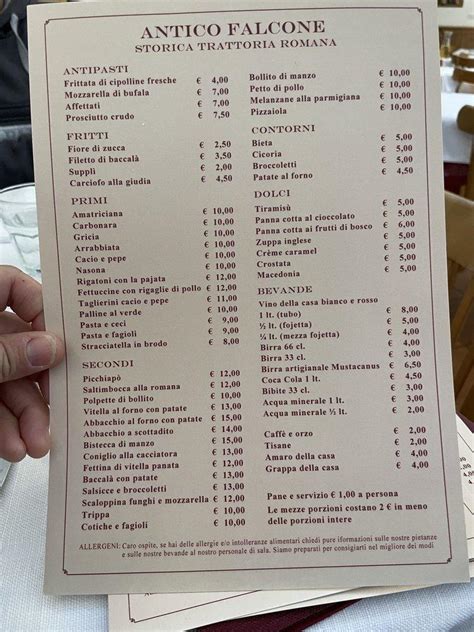 ANTICO FALCONE
STORICA TRATTORIA ROMANA
ANTIPASTI
Frittata di cipolline fresche € 4,00
Mozzarella di bufala € 7,00
Affettati € 7,00
Prosciutto crudo € 7,50
FRITTI
Fiore di zucca € 2,50
Filetto di baccalà € 3,50
Supplì € 2,00
Carciofo alla giudia € 4,50
PRIMI
Amatriciana € 10,00
Carbonara € 10,00
Gricia € 10,00
Arrabbiata € 10,00
Cacio e pepe € 10,00
Nasona € 10,00
Rigatoni con la pajata € 12,00
Fettuccine con rigaglie di pollo € 12,00
Taglierini cacio e pepe € 11,00
Palline al verde € 10,00
Pasta e ceci € 9,00
Pasta e fagioli € 9,00
Stracciatella in brodo € 8,00
SECONDI
Picchiapò € 12,00
Saltimbocca alla romana € 12,00
Polpette di bollito € 10,00
Vitella al forno con patate € 13,00
Abbacchio al forno con patate € 15,00
Abbacchio a scottadito € 14,00
Bistecca di manzo € 15,00
Coniglio alla cacciatora € 13,00
Fettina di vitella panata € 12,00
Baccalà con patate € 13,00
Salsicce e broccoletti € 13,00
Scaloppina funghi e mozzarella € 12,00
Trippa € 10,00
Cotiche e fagioli € 10,00
Bollito di manzo € 10,00
Petto di pollo € 10,00
Melanzane alla parmigiana € 10,00
Pizzaiola € 10,00
CONTORNI
Bieta € 5,00
Cicoria € 5,00
Broccoletti € 5,00
Patate al forno € 4,50
DOLCI
Tiramisù € 5,00
Panna cotta al cioccolato € 5,00
Panna cotta ai frutti di bosco € 6,00
Zuppa inglese € 5,00
Crème caramel € 5,00
Crostata € 5,00
Macedonia € 5,00
BEVANDE
Vino della casa bianco e rosso
1 lt. (tubo) € 8,00
½ lt. (fojetta) € 5,00
¼ lt. (mezza fojetta) € 4,00
Birra 66 cl. € 5,00
Birra 33 cl. € 3,00
Birra artigianale Mustacanus € 6,50
Coca Cola 1 lt. € 4,50
Bibite 33 cl. € 3,00
Acqua minerale 1 lt. € 2,00
Acqua minerale ½ lt.
Caffè e orzo € 2,00
Tisane € 2,00
Amaro della casa € 4,00
Grappa della casa € 4,00
Pane e servizio € 1,00 a persona
Le mezze porzioni costano 2 € in meno
delle porzioni intere
ALLERGENI: Caro ospite, se hai delle allergie e/o intolleranze alimentari chiedi pure iformazioni sulle nostre pietanze
e sulle nostre bevande al nostro personale di sala. Siamo preparati per consigiarti nel migliore dei modi